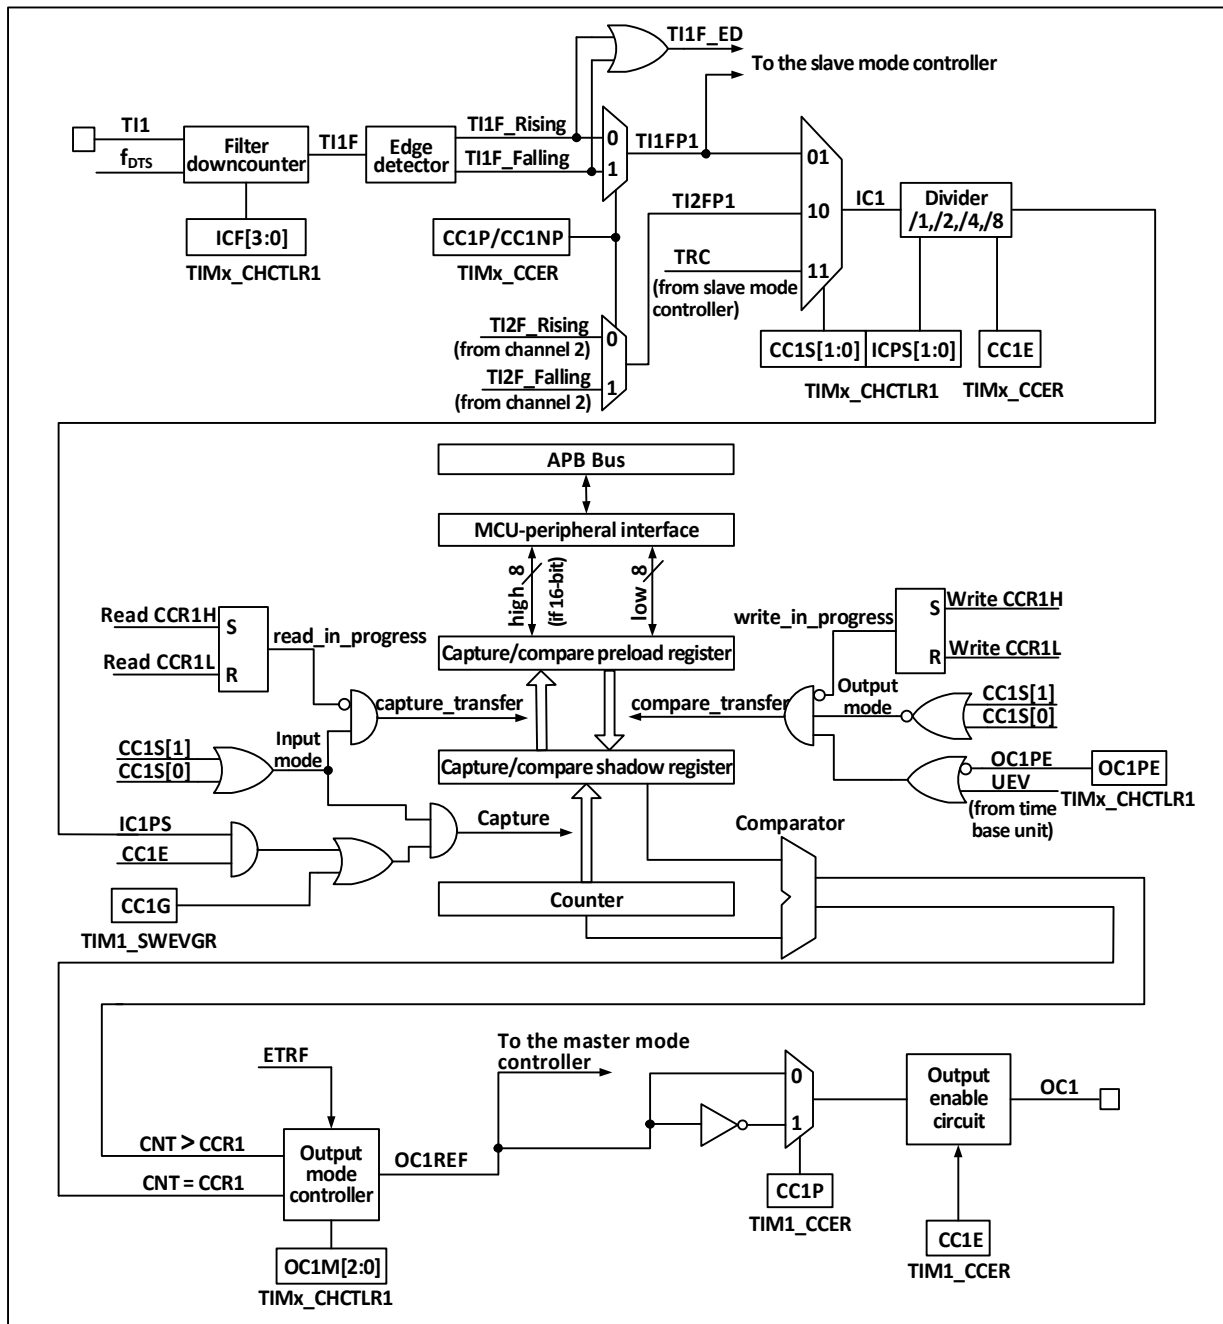 TI1F_ED
To the slave mode controller
TI1
fDTS
Filter
downcounter
TI1F
Edge
detector
TI1F_Rising
TI1F_Falling
0
1
TI1FP1
01
10
11
TI2FP1
TRC
(from slave mode
controller)
IC1
Divider
/1,/2,/4,/8
ICF[3:0]
TIMx_CHCTLR1
CC1P/CC1NP
TIMx_CCER
TI2F_Rising
(from channel 2)
TI2F_Falling
(from channel 2)
0
1
CC1S[1:0]
ICPS[1:0]
TIMx_CHCTLR1
CC1E
TIMx_CCER
APB Bus
MCU-peripheral interface
high
8
(if 16-bit)
low
8
Read CCR1H
Read CCR1L
S
R
read_in_progress
Capture/compare preload register
write_in_progress
S
R
Write CCR1H
Write CCR1L
capture_transfer
compare_transfer
Output
mode
CC1S[1]
CC1S[0]
CC1S[1]
CC1S[0]
Input
mode
Capture/compare shadow register
OC1PE
UEV
(from time
base unit)
OC1PE
TIMx_CHCTLR1
IC1PS
CC1E
Capture
Comparator
CC1G
TIM1_SWEVGR
Counter
ETRF
To the master mode
controller
CNT > CCR1
CNT = CCR1
Output
mode
controller
OC1REF
0
1
Output
enable
circuit
OC1
CC1P
TIM1_CCER
CC1E
TIM1_CCER
OC1M[2:0]
TIMx_CHCTLR1